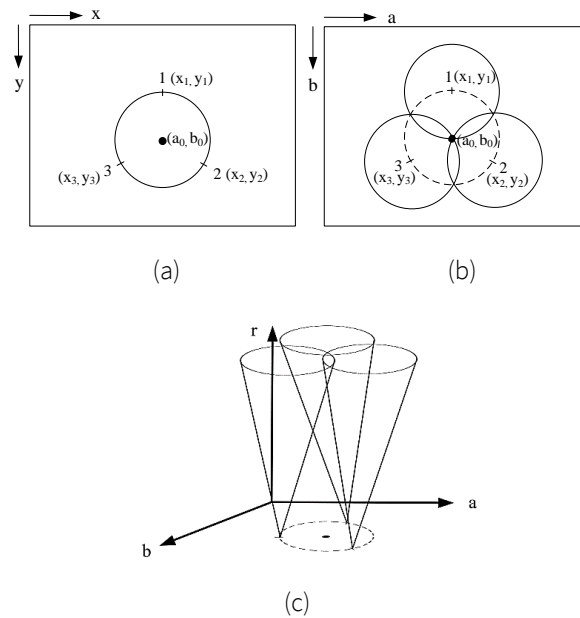 x
y
1 (x₁, y₁)
(a₀, b₀)
3
(x₃, y₃)
2 (x₂, y₂)
(a)
a
b
1 (x₁, y₁)
(a₀, b₀)
3
(x₃, y₃)
2
(x₂, y₂)
(b)
r
a
b
(c)